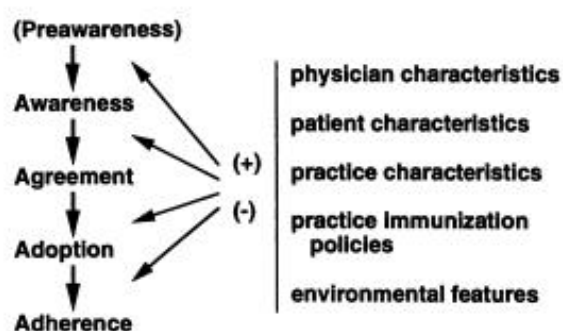 (Preawareness)
Awareness
Agreement
Adoption
Adherence
(+)
(-)
physician characteristics
patient characteristics
practice characteristics
practice immunization
policies
environmental features